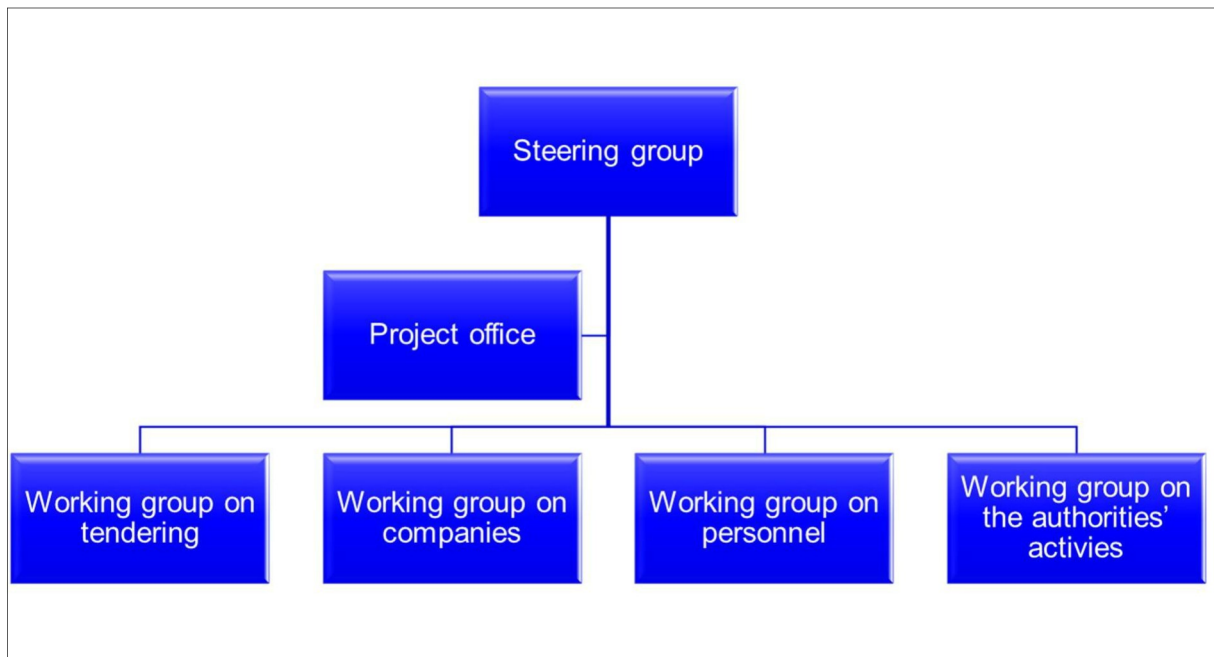 Steering group
Project office
Working group on
tendering
Working group on
companies
Working group on
personnel
Working group on
the authorities’
activies